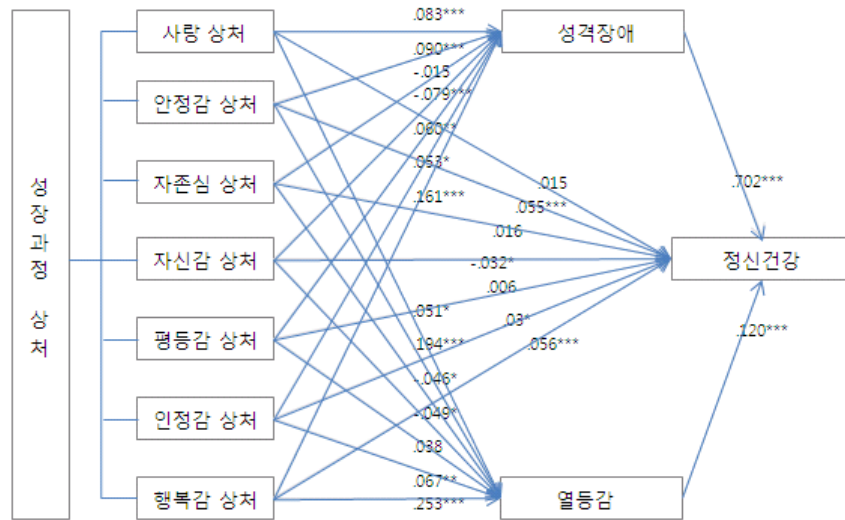 성장과정 상처
사랑 상처
안정감 상처
자존심 상처
자신감 상처
평등감 상처
인정감 상처
행복감 상처
.083***
.090***
-.015
-.079***
.060**
.053*
.161***
.015
.055***
.016
-.032*
.006
.03*
.056***
.051*
.194***
-.046*
-.049*
.038
.067**
.253***
성격장애
열등감
.702***
.120***
정신건강